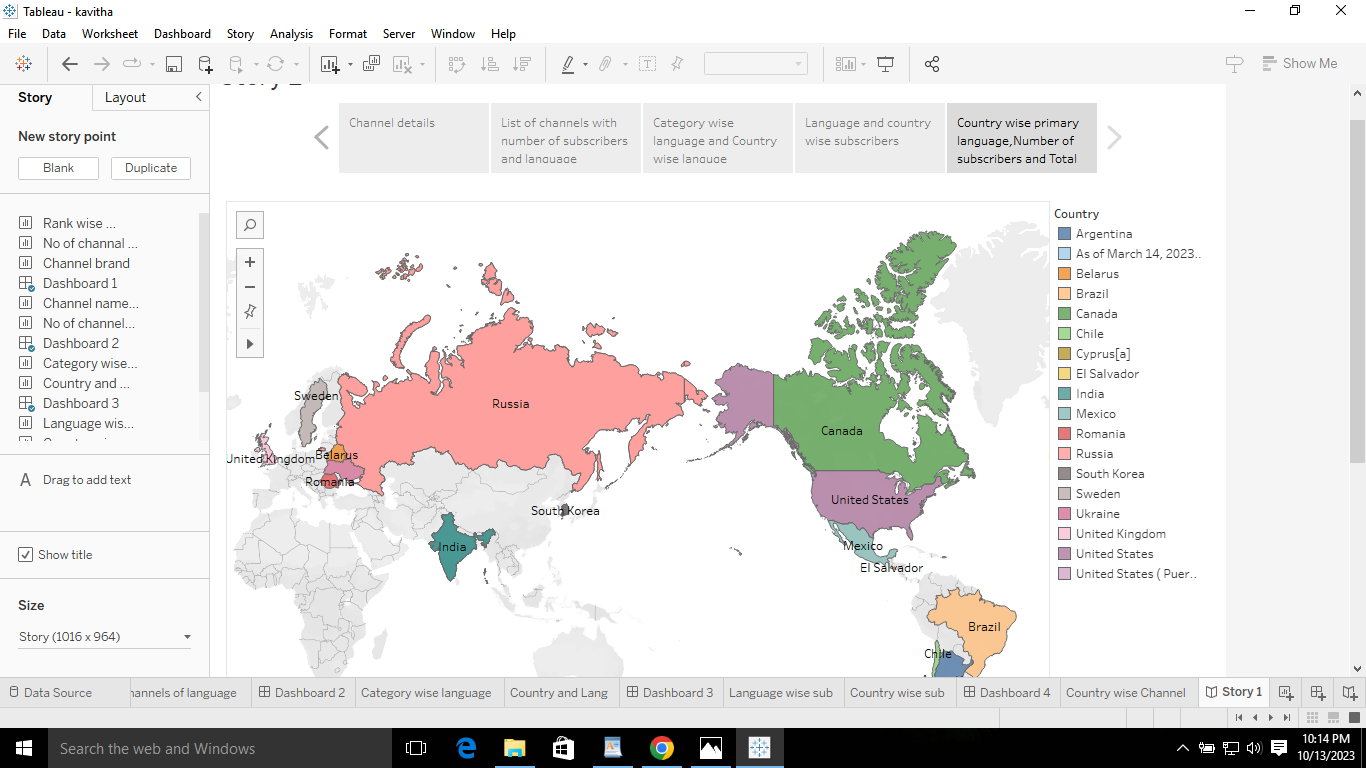 Tableau - kavitha
File Data Worksheet Dashboard Story Analysis Format Server Window Help
Show Me
Story
Layout
New story point
Blank
Duplicate
Rank wise ...
No of channal ...
Channel brand
Dashboard 1
Channel name...
No of channel...
Dashboard 2
Category wise...
Country and ...
Dashboard 3
Language wis...
Drag to add text
Show title
Size
Story (1016 x 964)
Channel details
List of channels with
number of subscribers
and language
Category wise
language and Country
wise languge
Language and country
wise subscribers
Country wise primary
language,Number of
subscribers and Total
Sweden
Russia
United Kingdom
Belarus
Romania
South Korea
India
Canada
United States
Mexico
El Salvador
Brazil
Chile
Country
Argentina
As of March 14, 2023..
Belarus
Brazil
Canada
Chile
Cyprus[a]
El Salvador
India
Mexico
Romania
Russia
South Korea
Sweden
Ukraine
United Kingdom
United States
United States ( Puer..
Data Source
hannels of language
Dashboard 2
Category wise language
Country and Lang
Dashboard 3
Language wise sub
Country wise sub
Dashboard 4
Country wise Channel
Story 1
Search the web and Windows
10:14 PM
10/13/2023